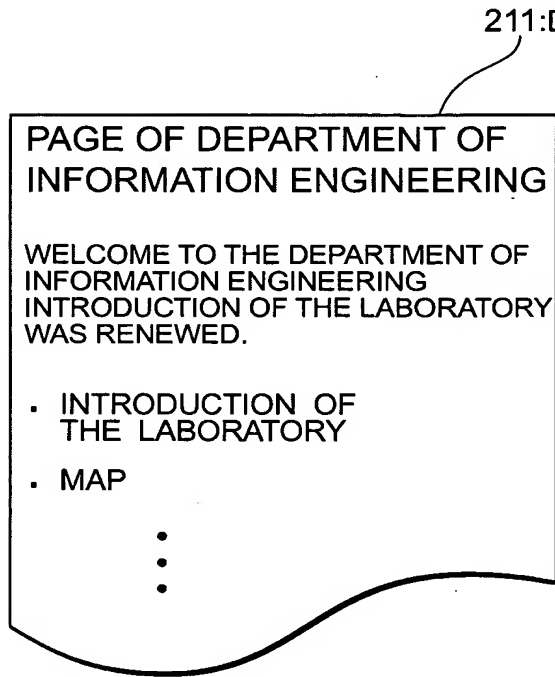 211:
PAGE OF DEPARTMENT OF
INFORMATION ENGINEERING
WELCOME TO THE DEPARTMENT OF
INFORMATION ENGINEERING
INTRODUCTION OF THE LABORATORY
WAS RENEWED.
. INTRODUCTION OF
THE LABORATORY
. MAP